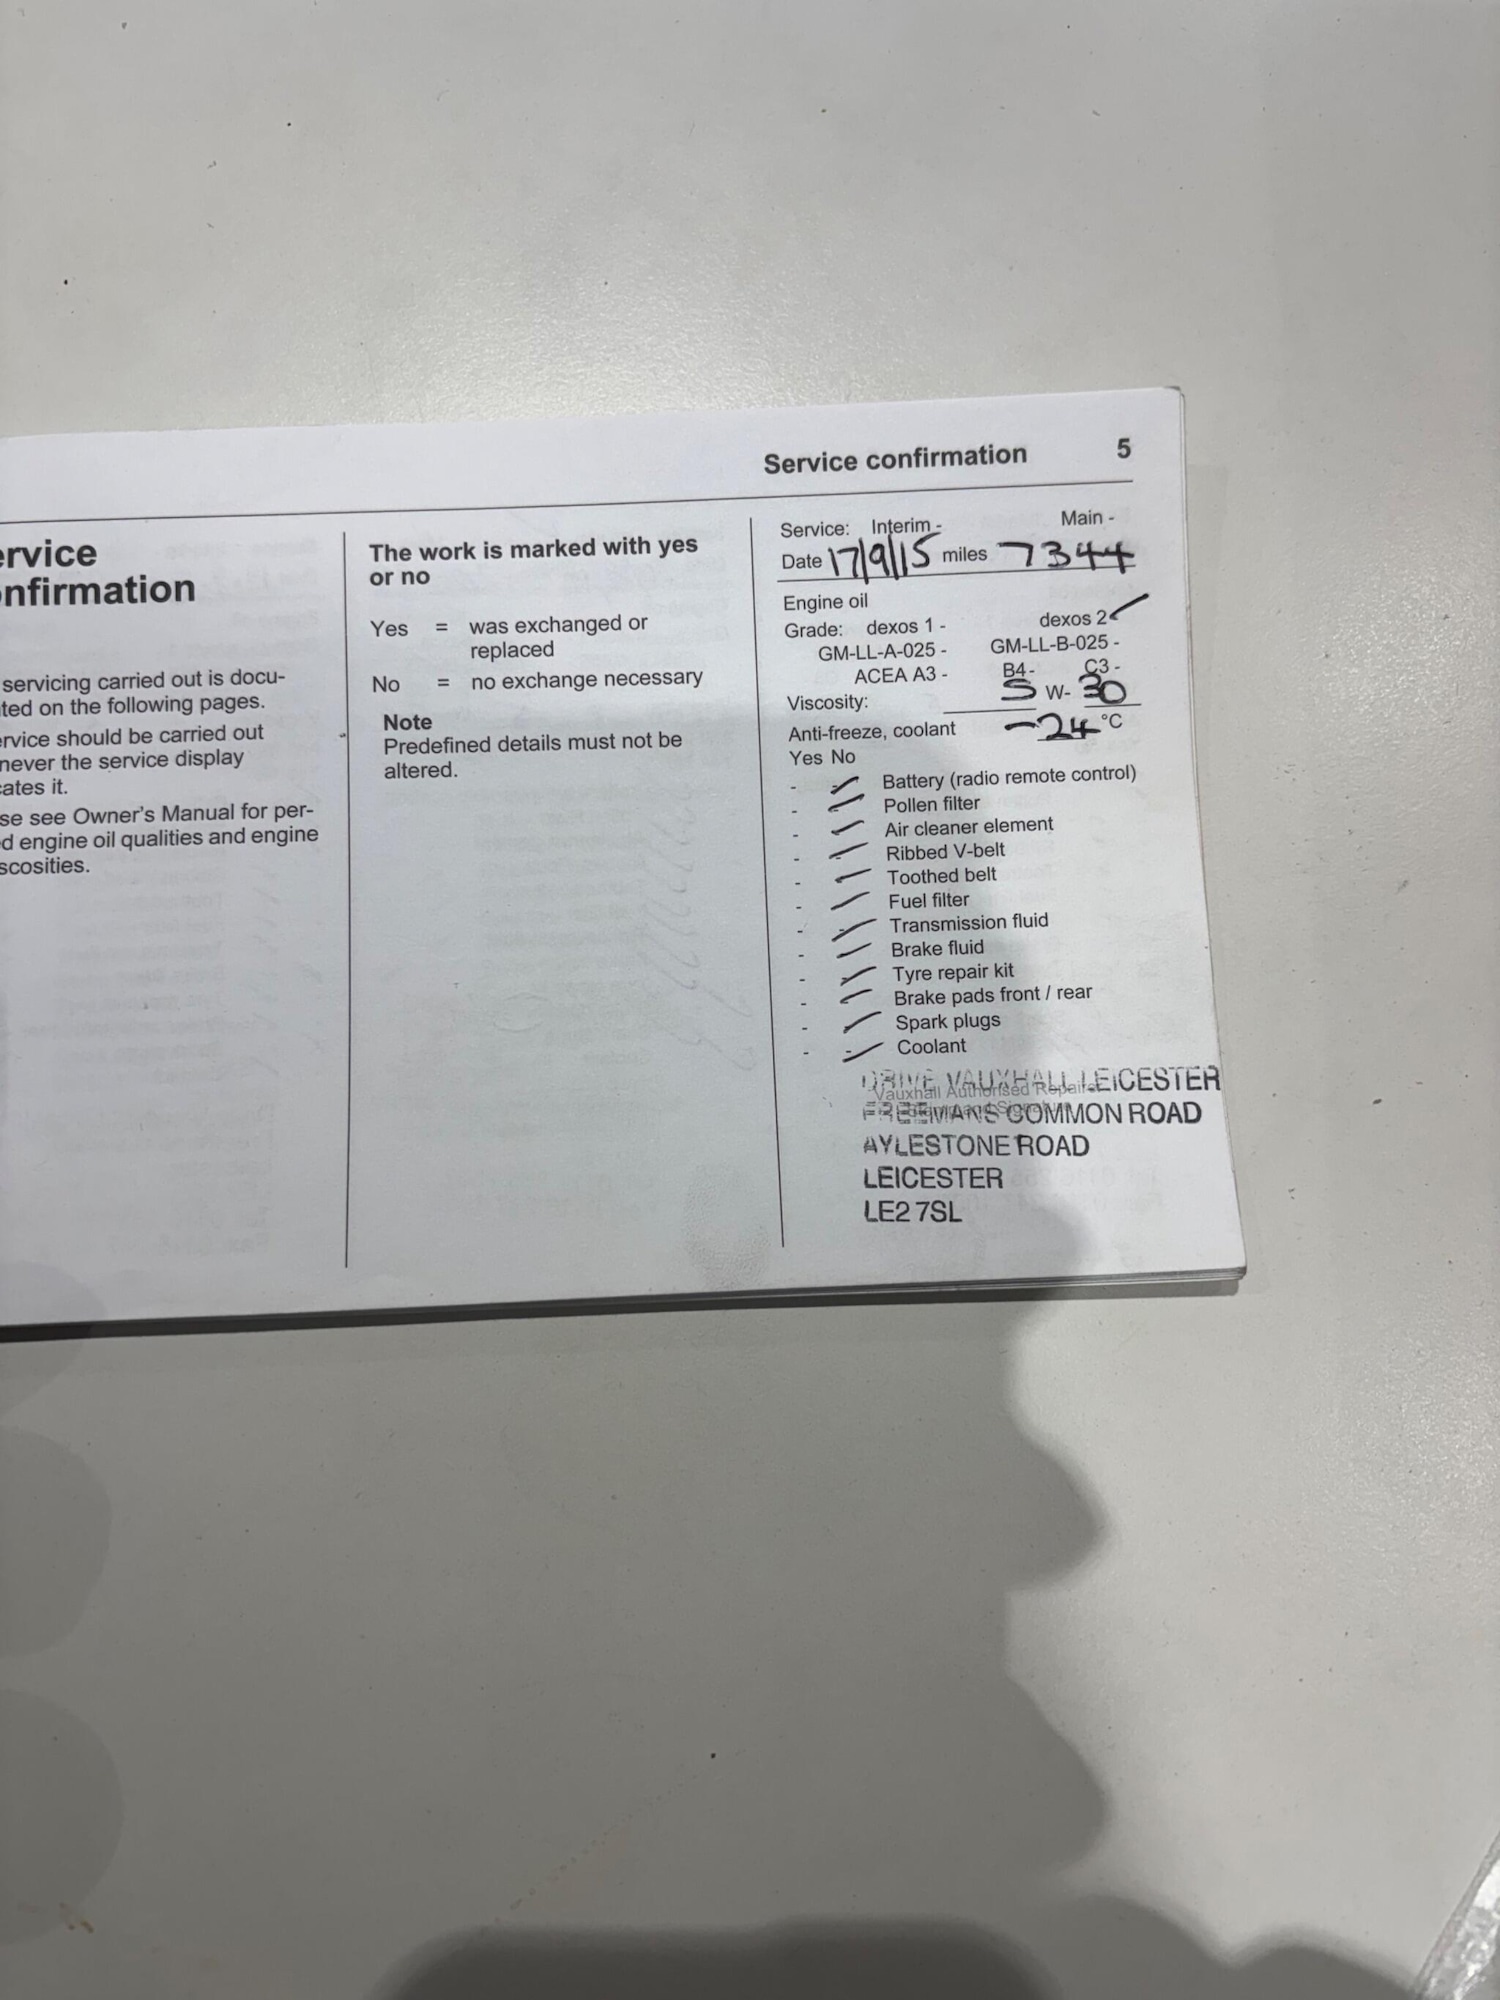 Service confirmation 5
ervice
nfirmation
servicing carried out is docu-
ted on the following pages.
rvice should be carried out
never the service display
cates it.
se see Owner's Manual for per-
d engine oil qualities and engine
scosities.
The work is marked with yes
or no
Yes = was exchanged or
replaced
No = no exchange necessary
Note
Predefined details must not be
altered.
Service: Interim - Main -
Date 17/9/15 miles 7344
Engine oil
Grade: dexos 1 - dexos 2 ✓
GM-LL-A-025 - GM-LL-B-025 -
ACEA A3 - B4 - C3 -
Viscosity: 5 W- 30
Anti-freeze, coolant -24 °C
Yes No
- ✓ Battery (radio remote control)
- ✓ Pollen filter
- ✓ Air cleaner element
- ✓ Ribbed V-belt
- ✓ Toothed belt
- ✓ Fuel filter
- ✓ Transmission fluid
- ✓ Brake fluid
- ✓ Tyre repair kit
- ✓ Brake pads front / rear
- ✓ Spark plugs
- ✓ Coolant
DRIVE VAUXHALL LEICESTER
Vauxhall Authorised Repairer
FREEMANS COMMON ROAD
AYLESTONE ROAD
LEICESTER
LE2 7SL